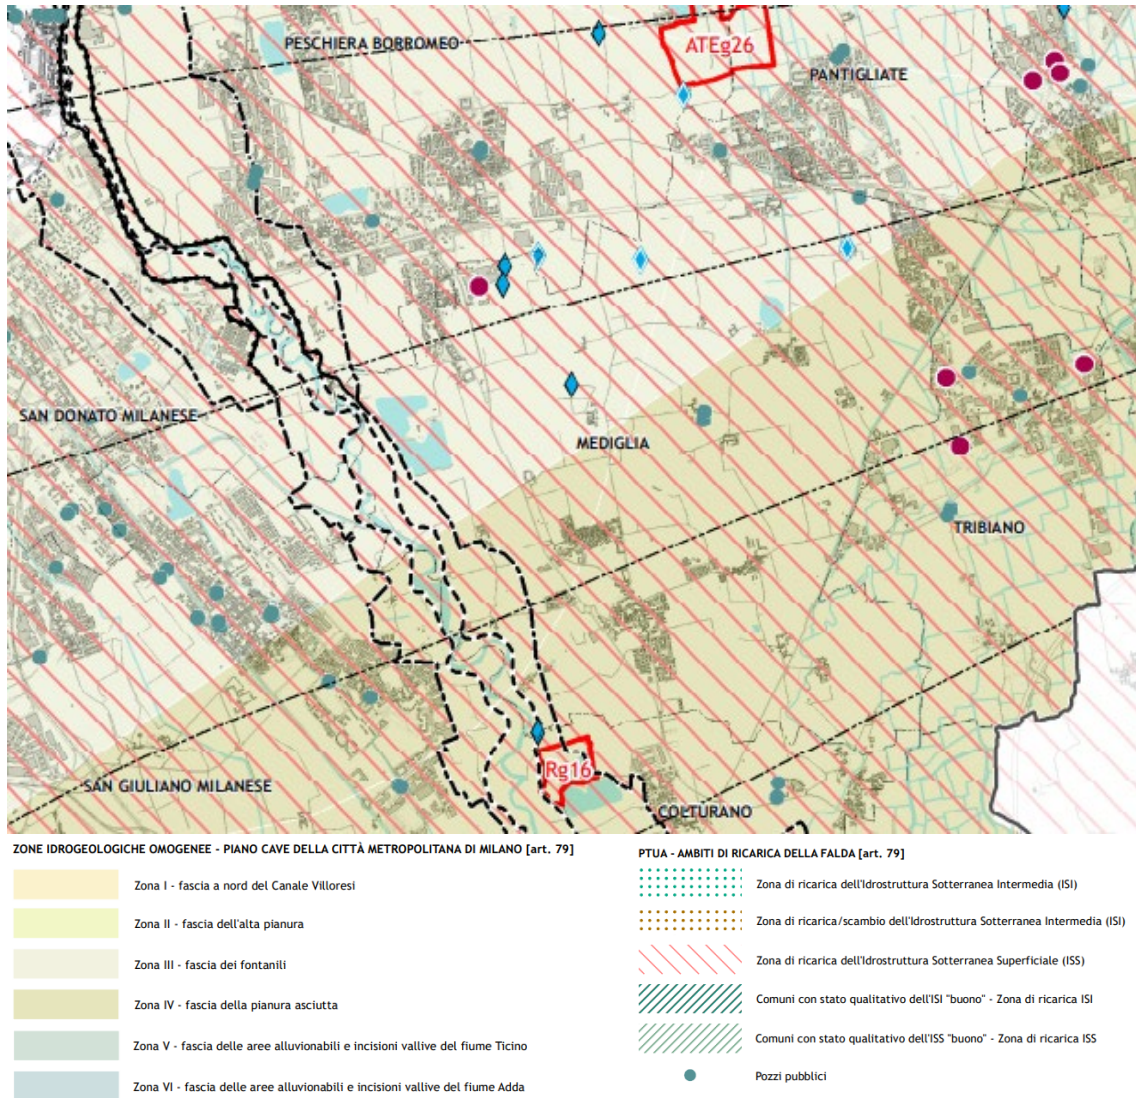 PESCHIERA BORROMEO
ATEg26
PANTIGLIATE
SAN DONATO MILANESE
MEDIGLIA
TRIBIANO
Rg16
SAN GIULIANO MILANESE
COLTURANO
ZONE IDROGEOLOGICHE OMOGENEE - PIANO CAVE DELLA CITTÀ METROPOLITANA DI MILANO [art. 79]
Zona I - fascia a nord del Canale Villoresi
Zona II - fascia dell'alta pianura
Zona III - fascia dei fontanili
Zona IV - fascia della pianura asciutta
Zona V - fascia delle aree alluvionabili e incisioni vallive del fiume Ticino
Zona VI - fascia delle aree alluvionabili e incisioni vallive del fiume Adda
PTUA - AMBITI DI RICARICA DELLA FALDA [art. 79]
Zona di ricarica dell'Idrostruttura Sotterranea Intermedia (ISI)
Zona di ricarica/scambio dell'Idrostruttura Sotterranea Intermedia (ISI)
Zona di ricarica dell'Idrostruttura Sotterranea Superficiale (ISS)
Comuni con stato qualitativo dell'ISI "buono" - Zona di ricarica ISI
Comuni con stato qualitativo dell'ISS "buono" - Zona di ricarica ISS
Pozzi pubblici